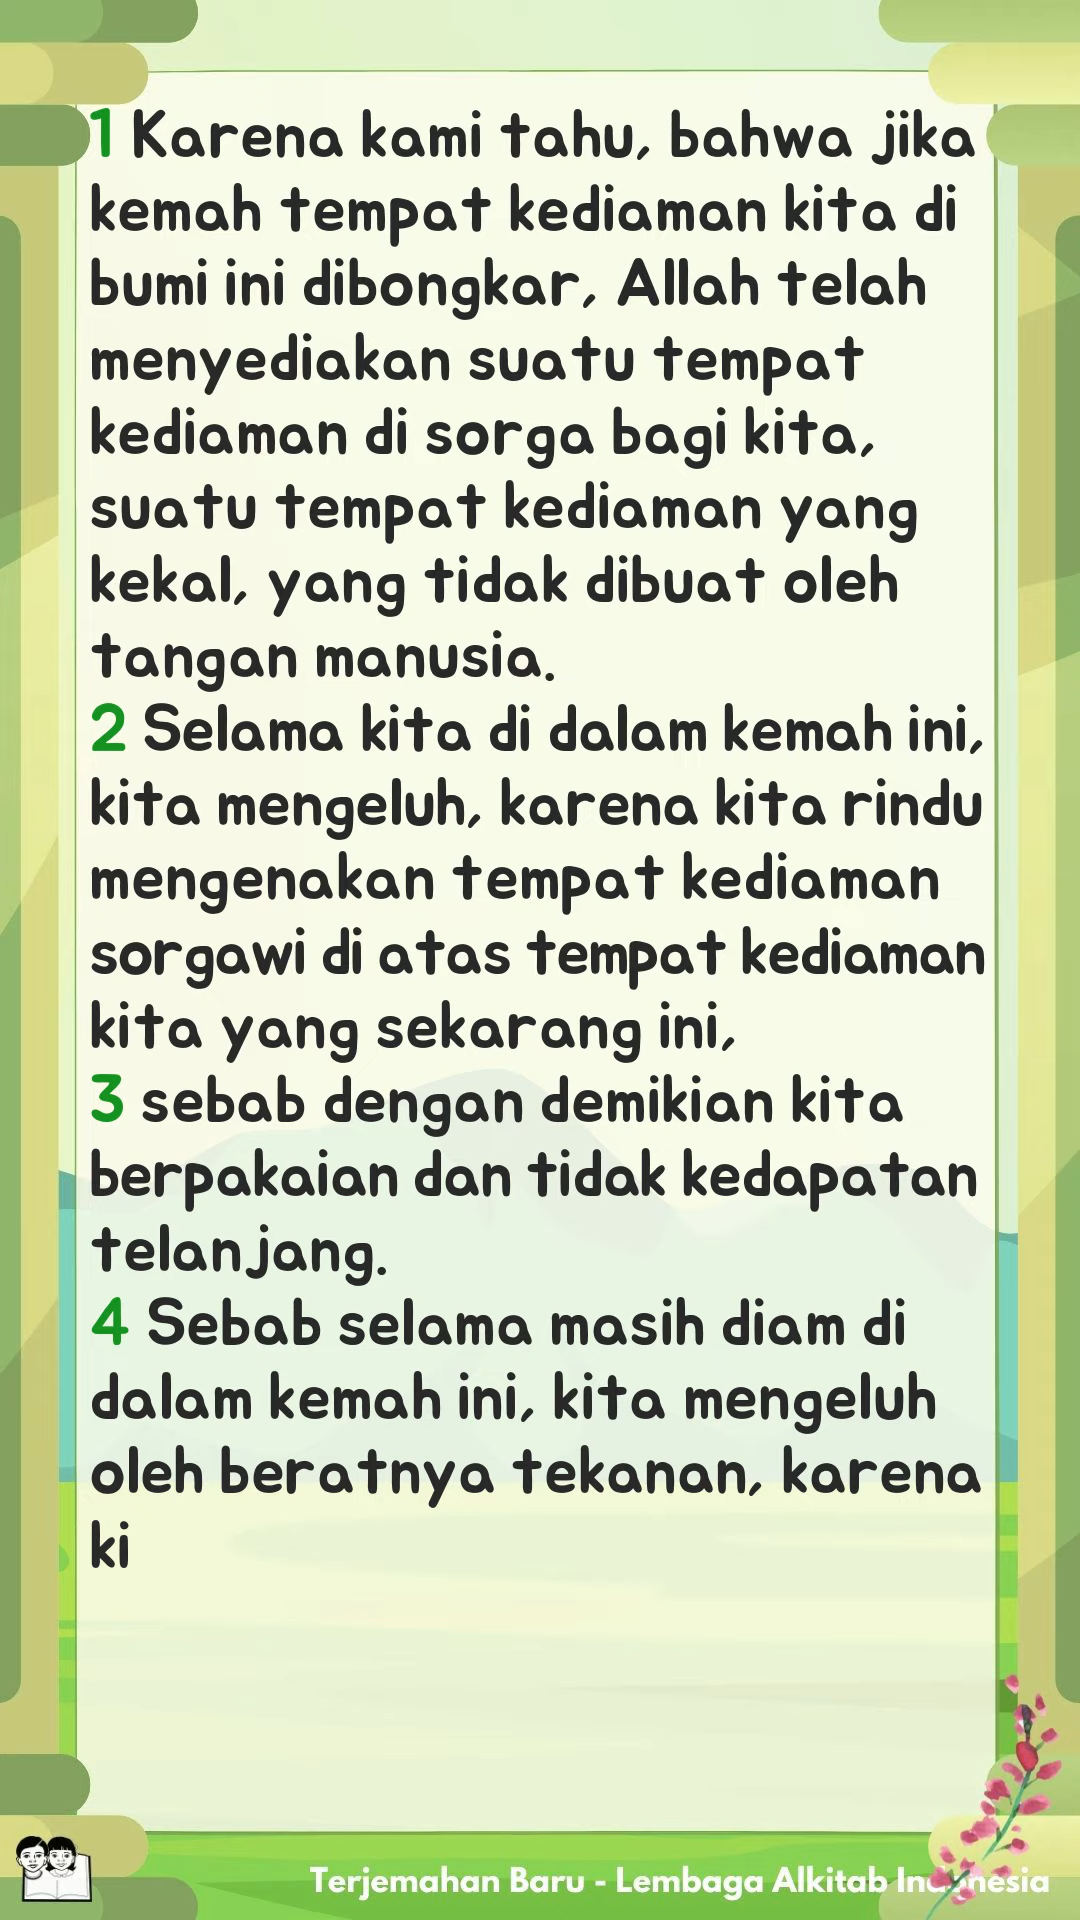 1 Karena kami tahu, bahwa jika
kemah tempat kediaman kita di
bumi ini dibongkar, Allah telah
menyediakan suatu tempat
kediaman di sorga bagi kita,
suatu tempat kediaman yang
kekal, yang tidak dibuat oleh
tangan manusia.
2 Selama kita di dalam kemah ini,
kita mengeluh, karena kita rindu
mengenakan tempat kediaman
sorgawi di atas tempat kediaman
kita yang sekarang ini,
3 sebab dengan demikian kita
berpakaian dan tidak kedapatan
telanjang.
4 Sebab selama masih diam di
dalam kemah ini, kita mengeluh
oleh beratnya tekanan, karena
ki
Terjemahan Baru - Lembaga Alkitab Indonesia